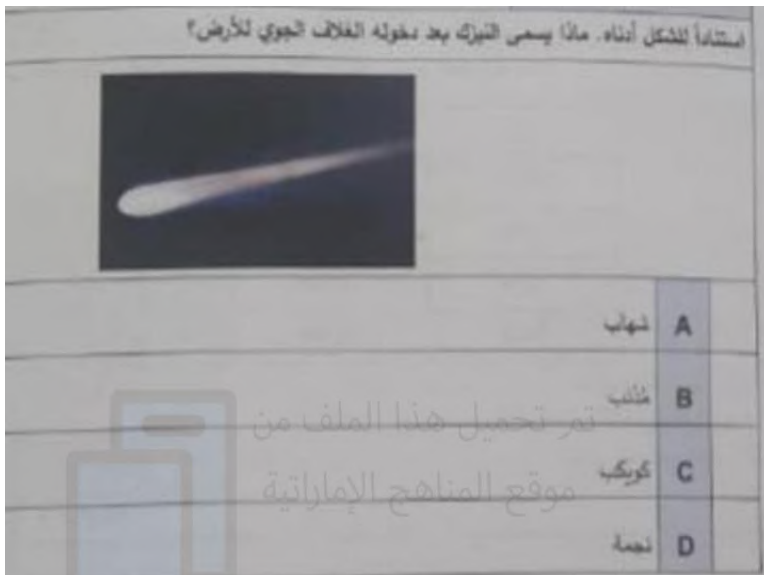 استناداً للشكل أدناه. ماذا يسمى النيزك بعد دخوله الغلاف الجوي للأرض؟
A شهاب
B مُذنب
تم تحميل هذا الملف من
C كويكب
موقع المناهج الإماراتية
D نجمة